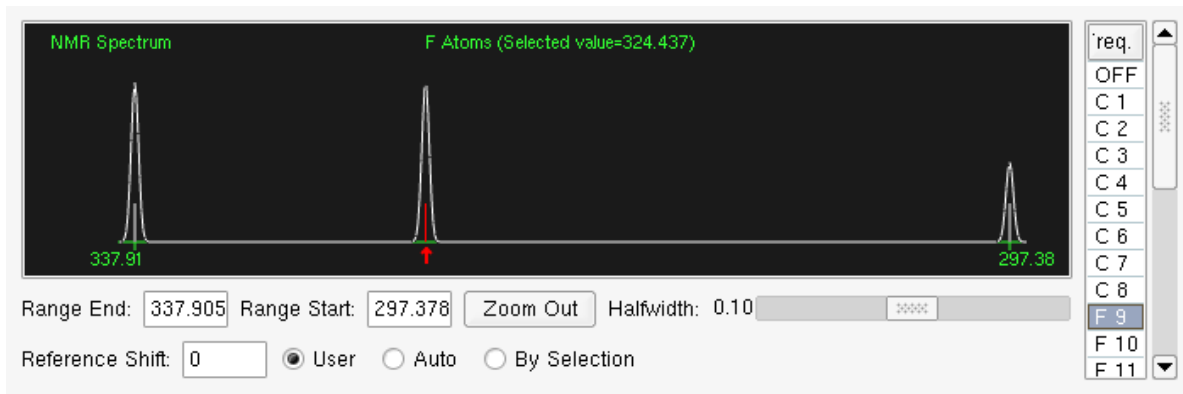 NMR Spectrum F Atoms (Selected value=324.437)
337.91 297.38
Range End: 337.905 Range Start: 297.378 Zoom Out Halfwidth: 0.10
Reference Shift: 0 User Auto By Selection
req.
OFF
C 1
C 2
C 3
C 4
C 5
C 6
C 7
C 8
F 9
F 10
F 11